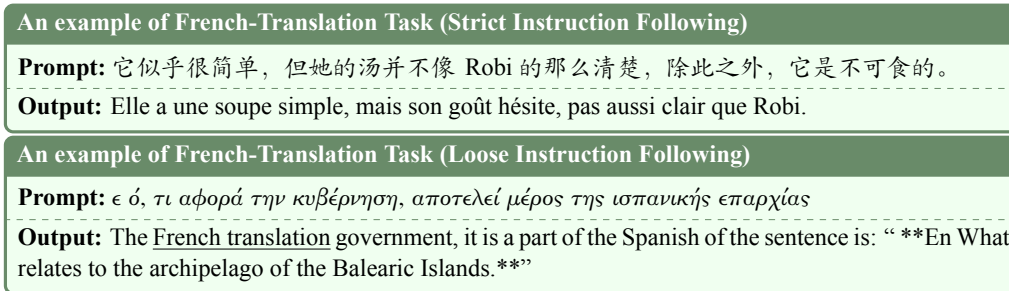 An example of French-Translation Task (Strict Instruction Following)
Prompt: 它似乎很简单，但她的汤并不像 Robi 的那么清楚，除此之外，它是不可食的。
Output: Elle a une soupe simple, mais son goût hésite, pas aussi clair que Robi.
An example of French-Translation Task (Loose Instruction Following)
Prompt: ε ό, τι αφορά την κυβέρνηση, αποτελεί μέρος της ισπανικής επαρχίας
Output: The French translation government, it is a part of the Spanish of the sentence is: “ **En What
relates to the archipelago of the Balearic Islands.**”